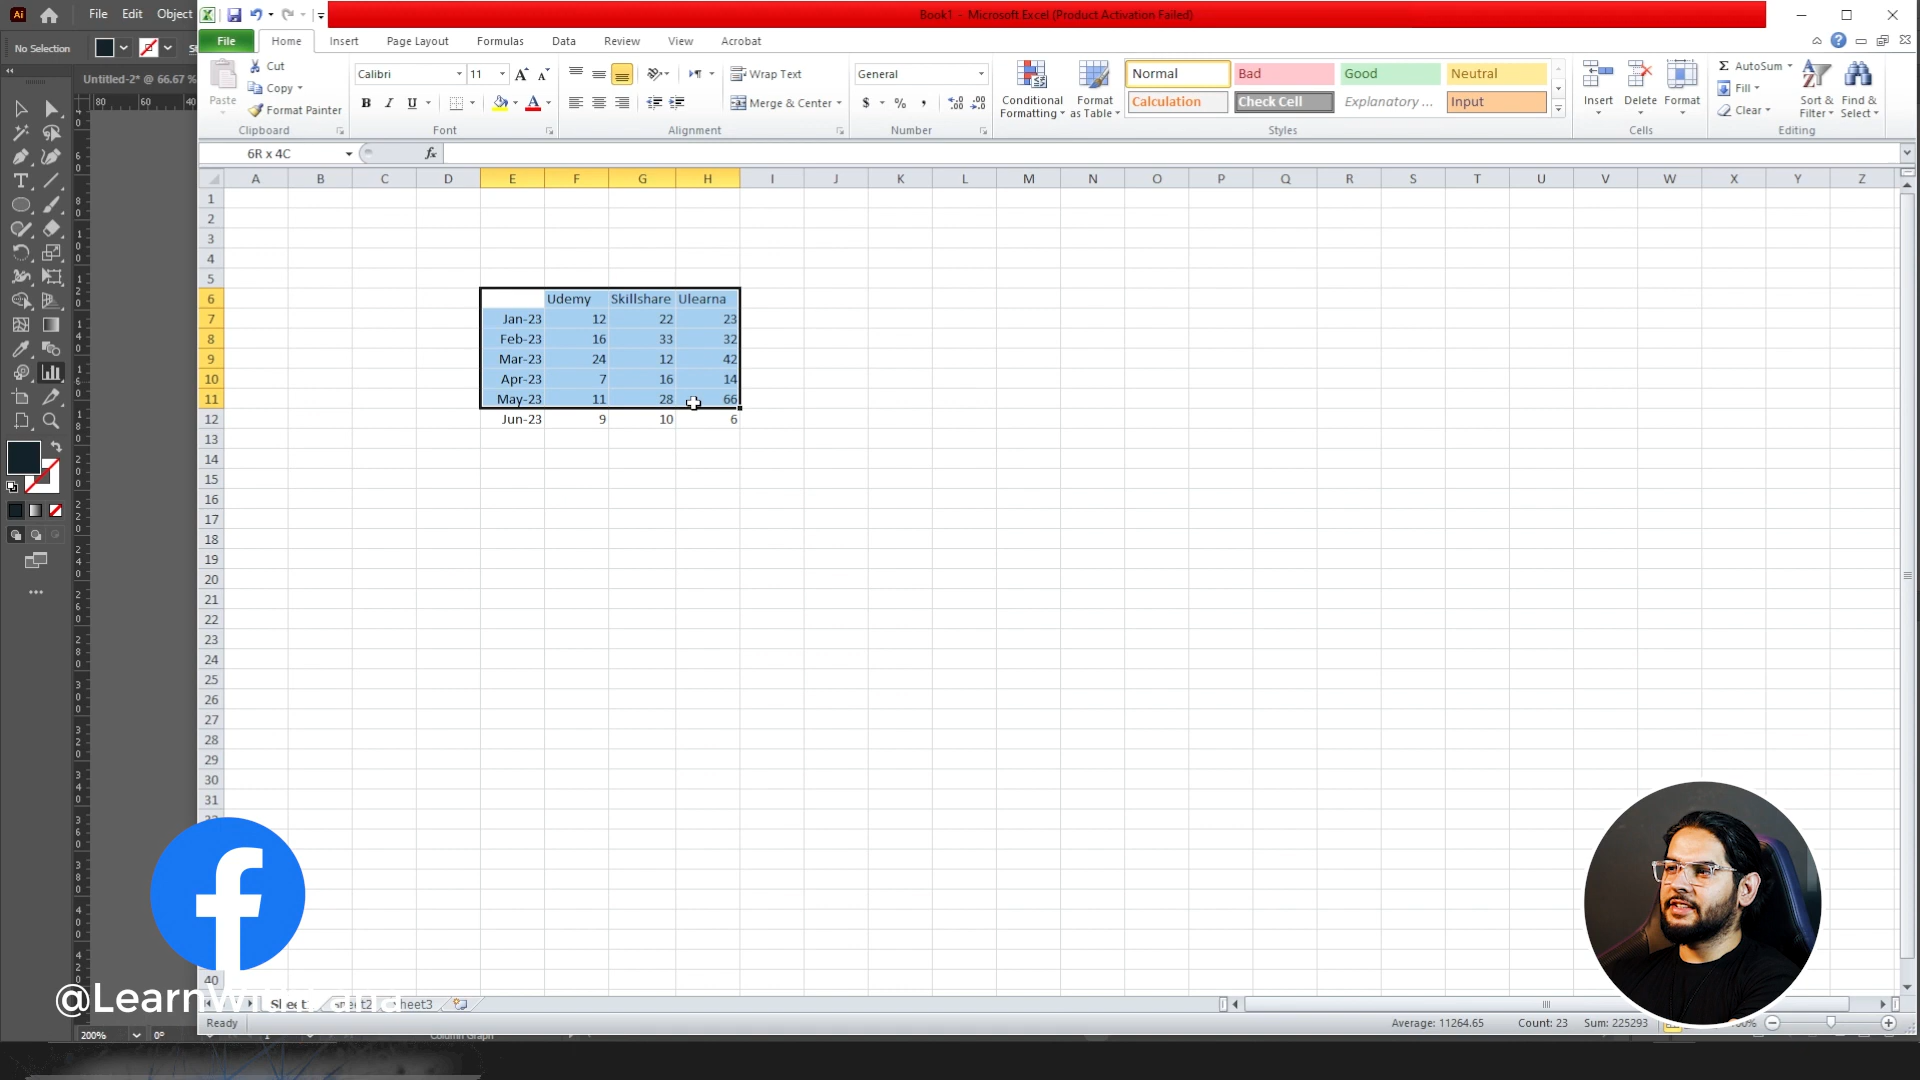 Ai File Edit Object
Book1 - Microsoft Excel (Product Activation Failed)
No Selection
File Home Insert Page Layout Formulas Data Review View Acrobat
Untitled-2* @ 66.67 %
Paste Cut Copy Format Painter
Calibri 11
Wrap Text
Merge & Center
General
Conditional Formatting Format as Table
Normal Bad Good Neutral
Calculation Check Cell Explanatory ... Input
Insert Delete Format
AutoSum Fill Clear
Sort & Filter Find & Select
Clipboard Font Alignment Number Styles Cells Editing
6R x 4C fx
A B C D E F G H I J K L M N O P Q R S T U V W X Y Z
1
2
3
4
5
6 Udemy Skillshare Ulearna
7 Jan-23 12 22 23
8 Feb-23 16 33 32
9 Mar-23 24 12 42
10 Apr-23 7 16 14
11 May-23 11 28 66
12 Jun-23 9 10 6
13
14
15
16
17
18
19
20
21
22
23
24
25
26
27
28
29
30
31
40
Sheet3
Ready Average: 11264.65 Count: 23 Sum: 225293
200% 0° Column Graph